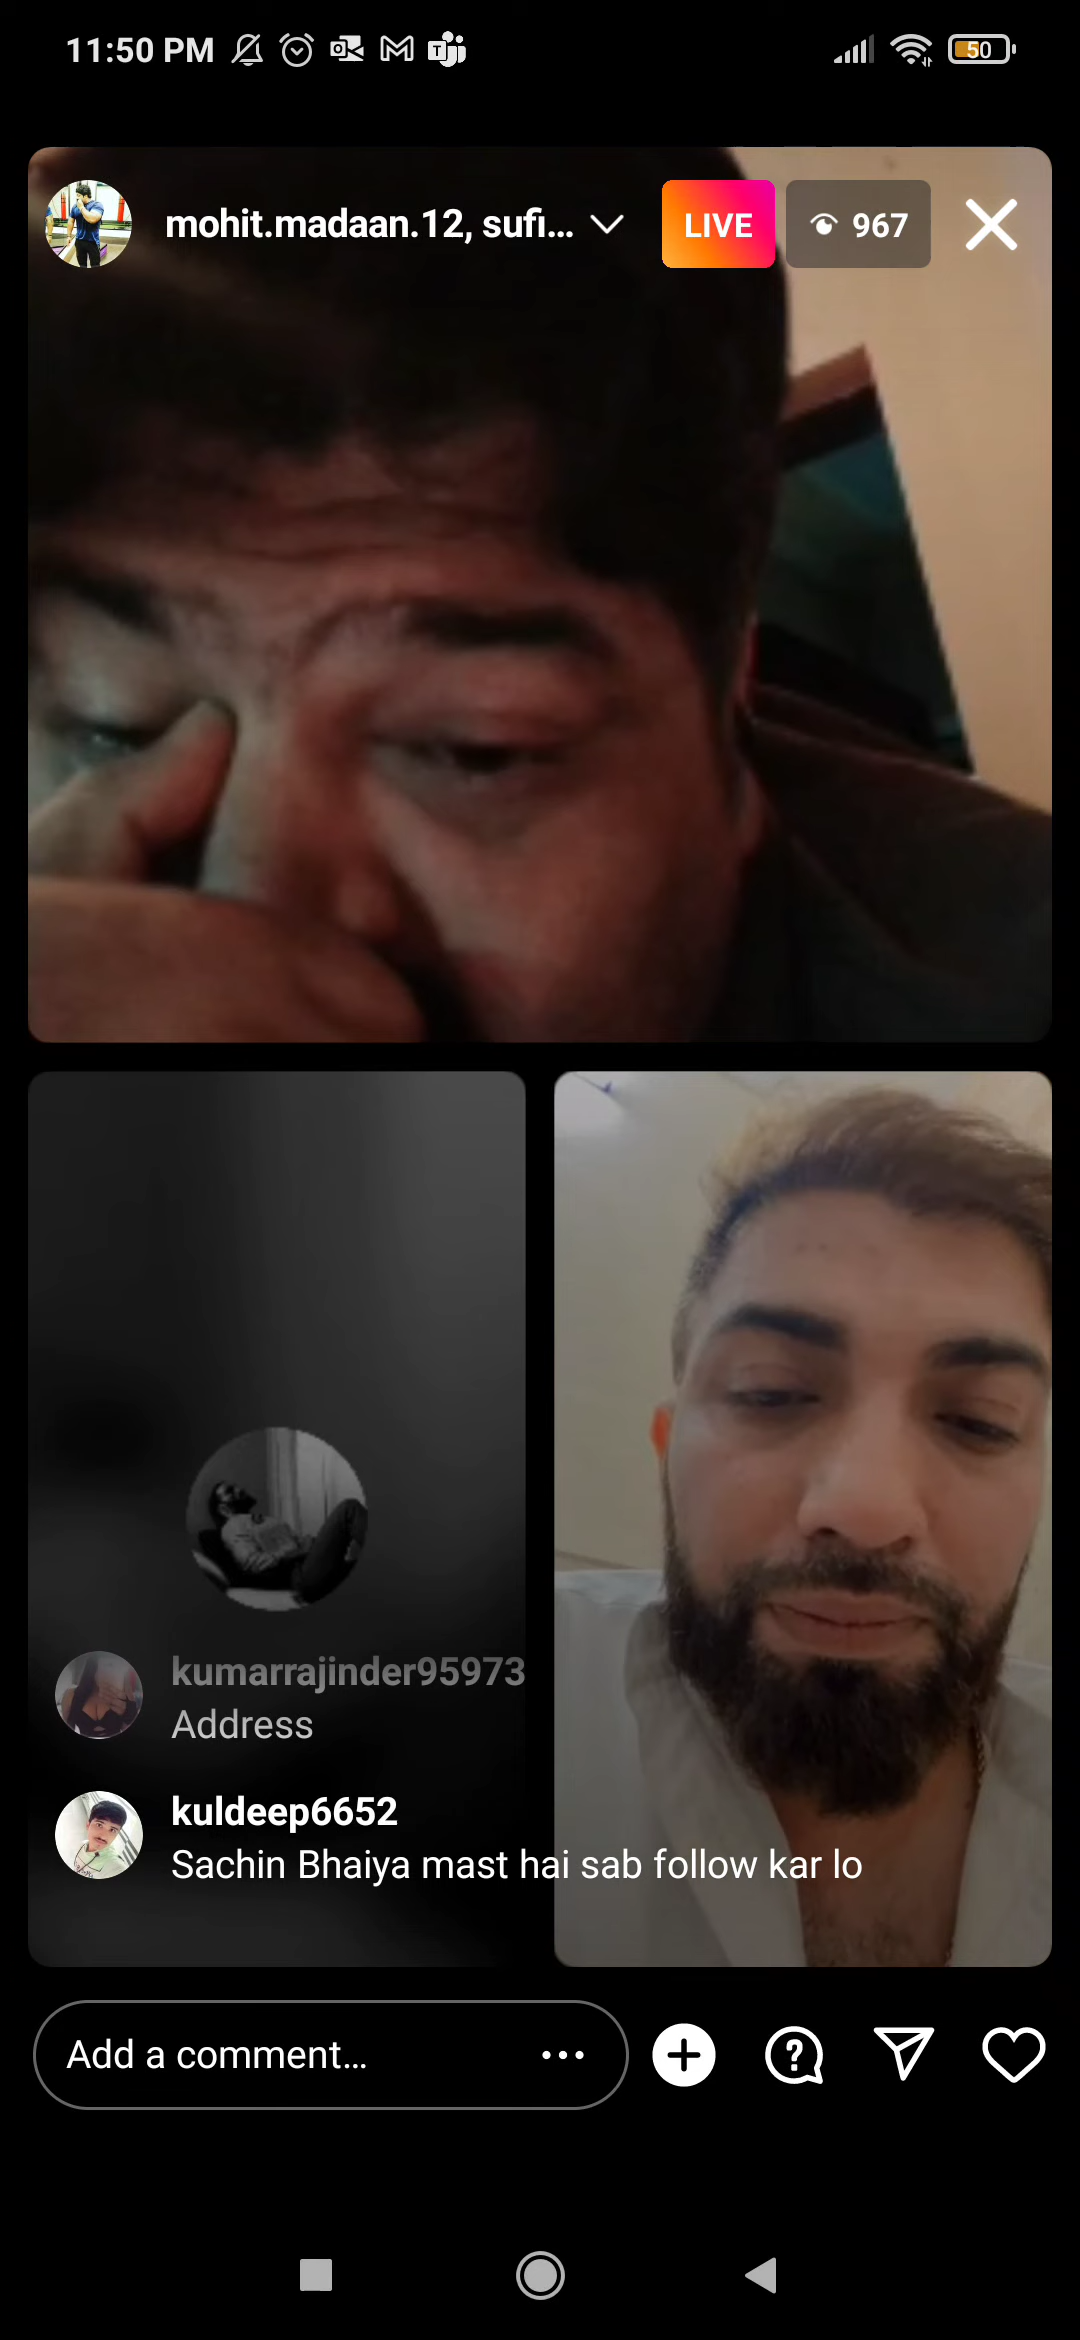 11:50 PM
50
mohit.madaan.12, sufi...
LIVE
967
kumarrajinder95973
Address
kuldeep6652
Sachin Bhaiya mast hai sab follow kar lo
Add a comment...